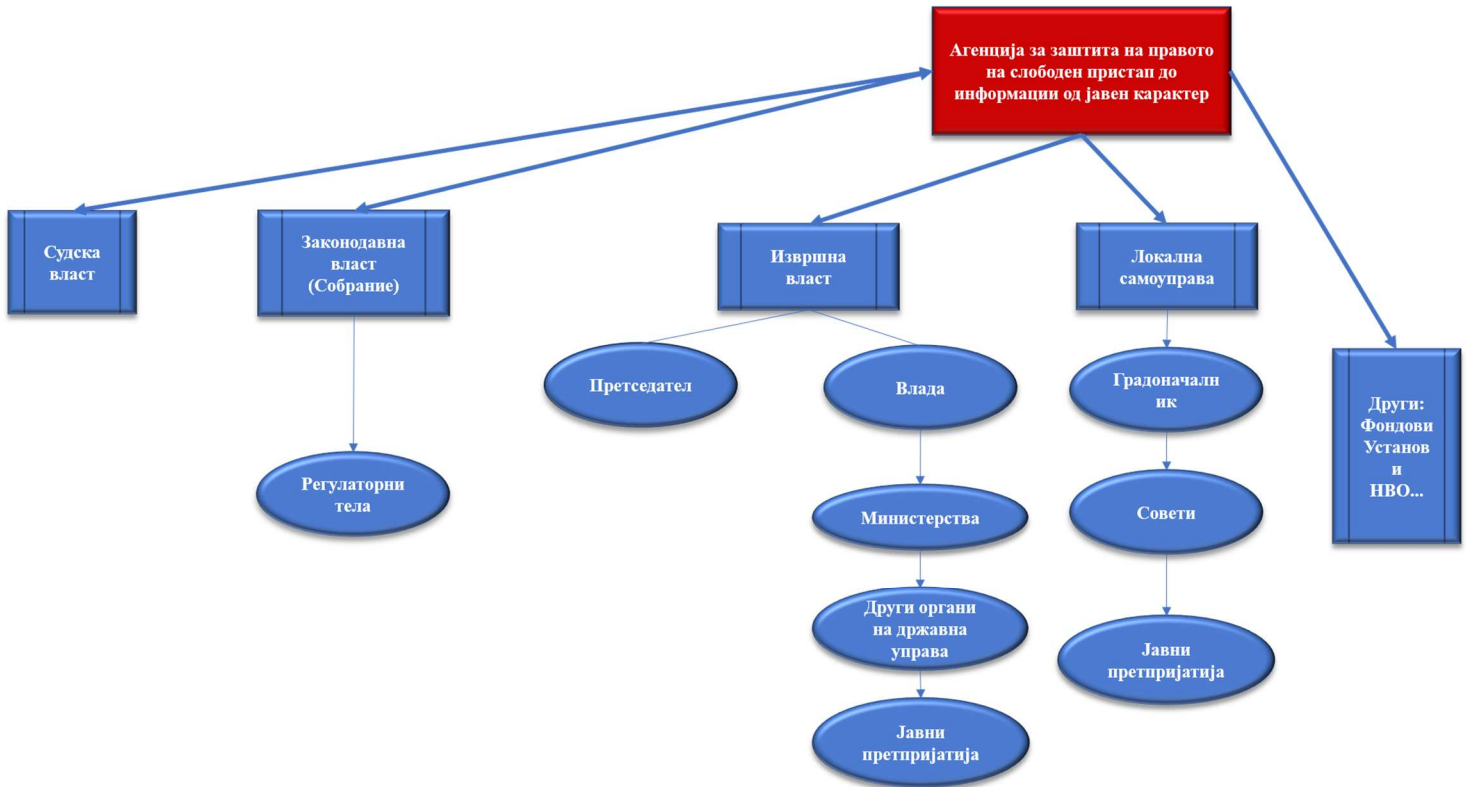 Агенција за заштита на правото
на слободен пристап до
информации од јавен карактер
Судска
власт
Законодавна
власт
(Собрание)
Извршна
власт
Локална
самоуправа
Претседател
Влада
Градоначалн
ик
Други:
Фондови
Установ
и
НВО...
Регулаторни
тела
Министерства
Совети
Други органи
на државна
управа
Јавни
претпријатија
Јавни
претпријатија